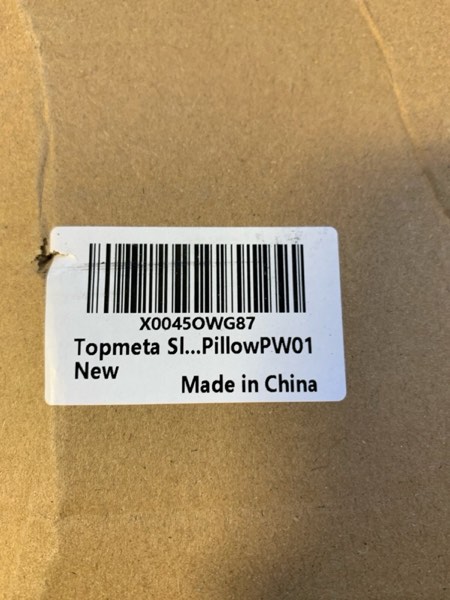 X0045OWG87
Topmeta Sl...PillowPW01
New
Made in China